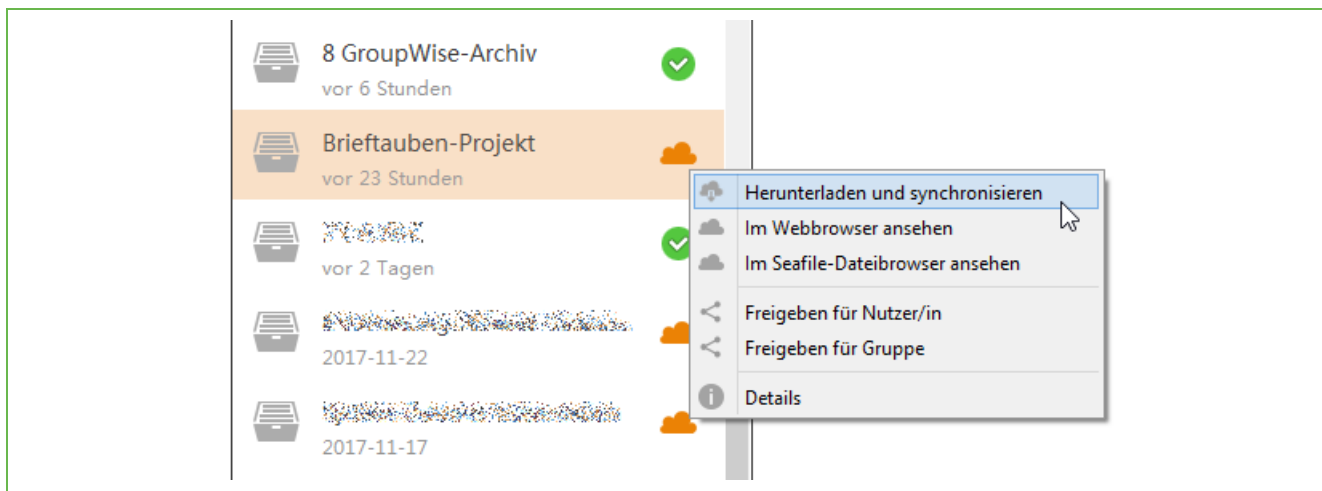 8 GroupWise-Archiv
vor 6 Stunden
Brieftauben-Projekt
vor 23 Stunden
Herunterladen und synchronisieren
Im Webbrowser ansehen
vor 2 Tagen
Im Seafile-Dateibrowser ansehen
Freigeben für Nutzer/in
Freigeben für Gruppe
2017-11-22
Details
2017-11-17